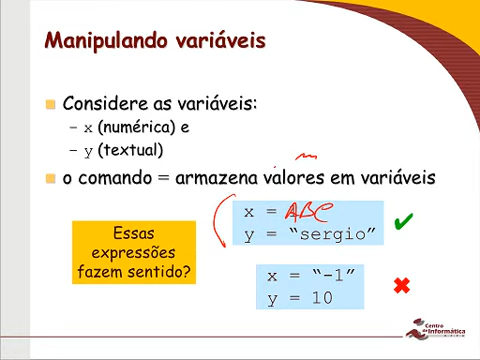 Manipulando variáveis
Considere as variáveis:
– x (numérica) e
– y (textual)
o comando = armazena valores em variáveis
Essas
expressões
fazem sentido?
x = ABC
y = “sergio”
x = “-1”
y = 10
Centro
de Informática